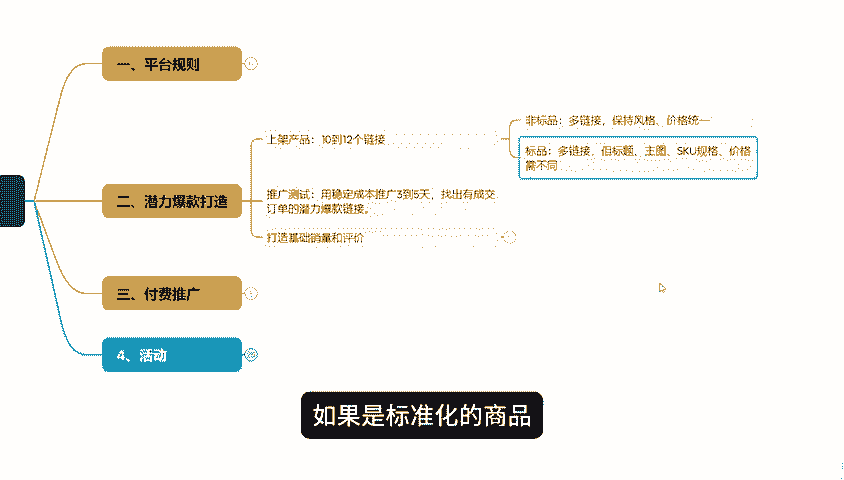 一、平台规则
二、潜力爆款打造
上架产品：10到12个链接
非标品：多链接，保持风格、价格统一
标品：多链接，但标题、主图、SKU规格、价格
需不同
推广测试：用稳定成本推广3到5天，找出有成交
订单的潜力爆款链接。
打造基础销量和评价
三、付费推广
4、活动
如果是标准化的商品